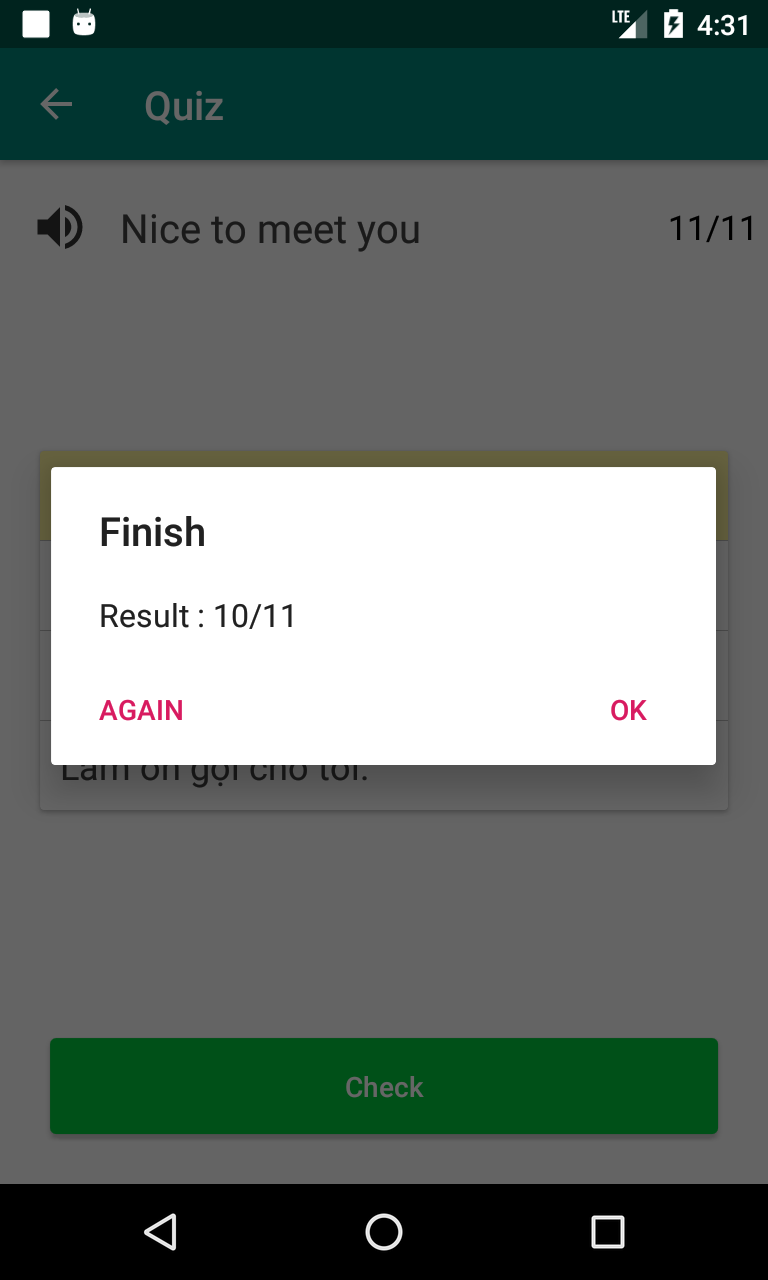 LTE 4:31
Quiz
Nice to meet you 11/11
Finish
Result : 10/11
AGAIN OK
Làm ơn gọi cho tôi.
Check